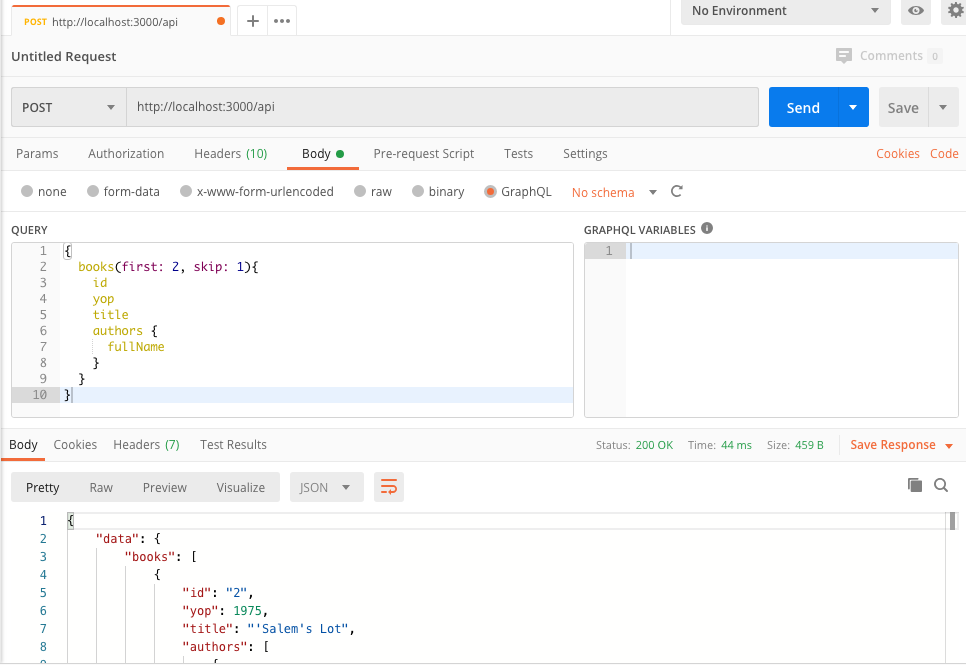 POST http://localhost:3000/api + ••• No Environment
Untitled Request Comments 0
POST http://localhost:3000/api Send Save
Params Authorization Headers (10) Body Pre-request Script Tests Settings Cookies Code
none form-data x-www-form-urlencoded raw binary GraphQL No schema
QUERY
1 {
2 books(first: 2, skip: 1){
3 id
4 yop
5 title
6 authors {
7 fullName
8 }
9 }
10 }
GRAPHQL VARIABLES i
1
Body Cookies Headers (7) Test Results Status: 200 OK Time: 44 ms Size: 459 B Save Response
Pretty Raw Preview Visualize JSON
1 {
2 "data": {
3 "books": [
4 {
5 "id": "2",
6 "yop": 1975,
7 "title": "'Salem's Lot",
8 "authors": [
9 {